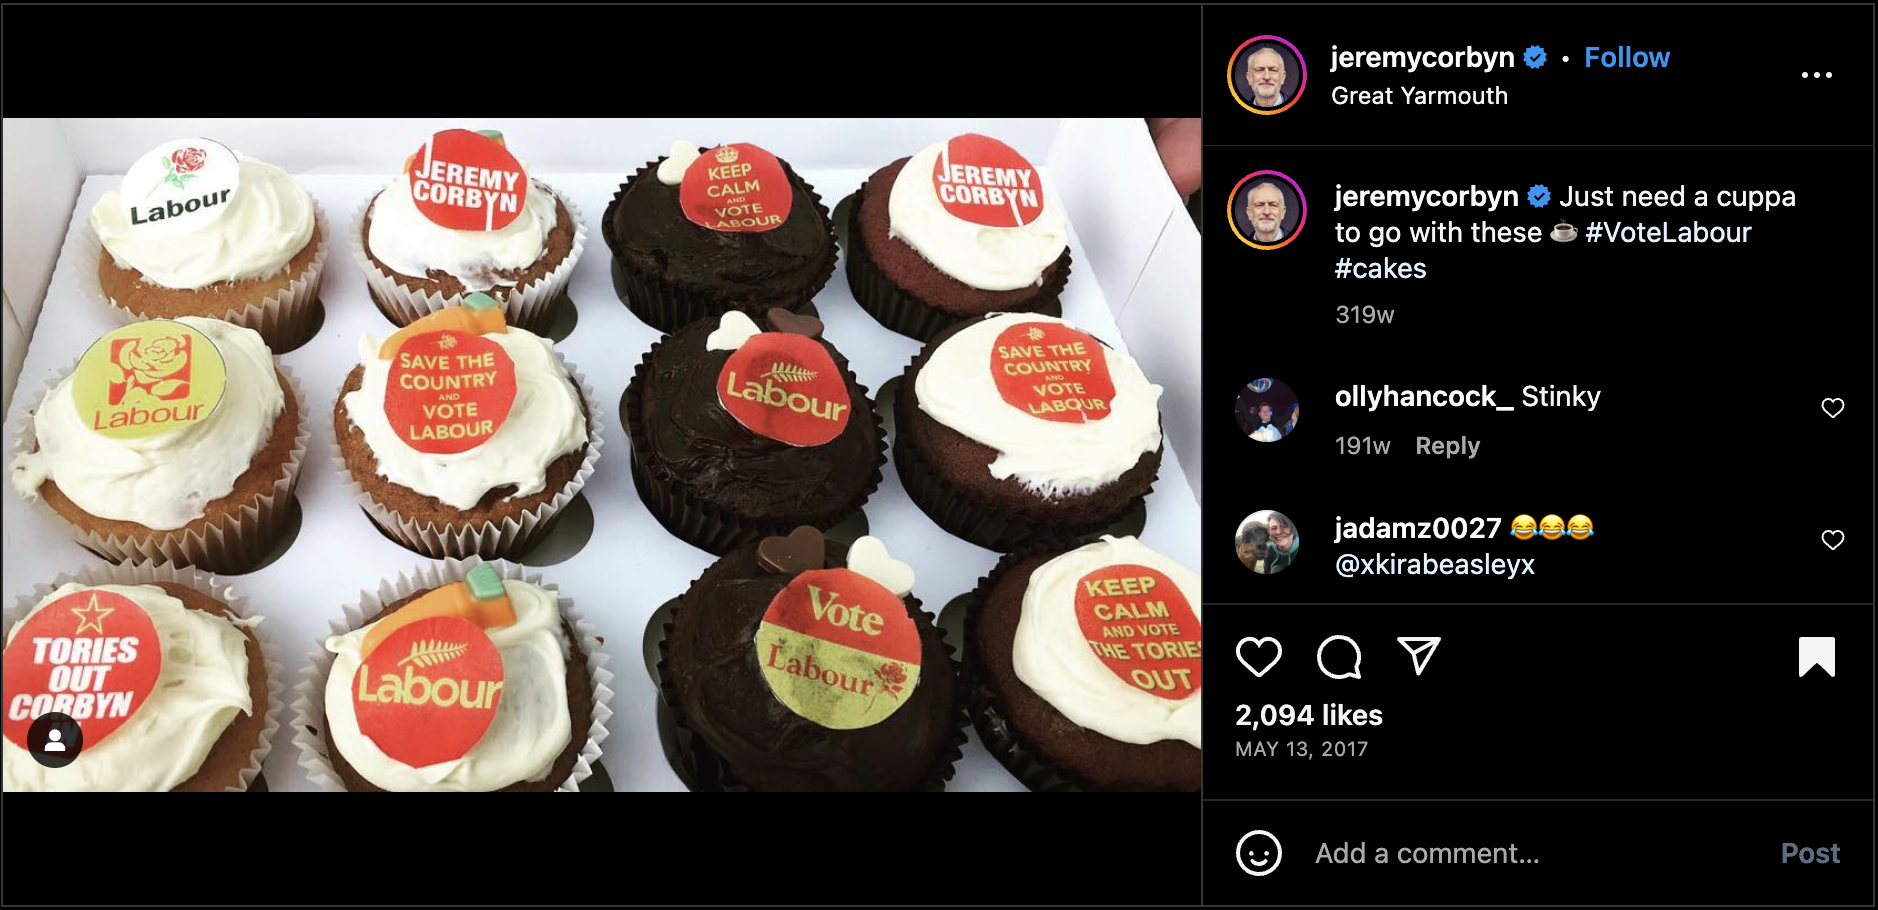 Labour
JEREMY
CORBYN
KEEP
CALM
AND
VOTE
LABOUR
JEREMY
CORBYN
Labour
SAVE THE
COUNTRY
AND
VOTE
LABOUR
Labour
SAVE THE
COUNTRY
AND
VOTE
LABOUR
TORIES
OUT
CORBYN
Labour
Vote
Labour
KEEP
CALM
AND VOTE
THE TORIES
OUT
jeremycorbyn • Follow
Great Yarmouth
jeremycorbyn Just need a cuppa
to go with these ☕ #VoteLabour
#cakes
319w
ollyhancock_ Stinky
191w Reply
jadamz0027 😂😂😂
@xkirabeasleyx
2,094 likes
MAY 13, 2017
Add a comment...
Post